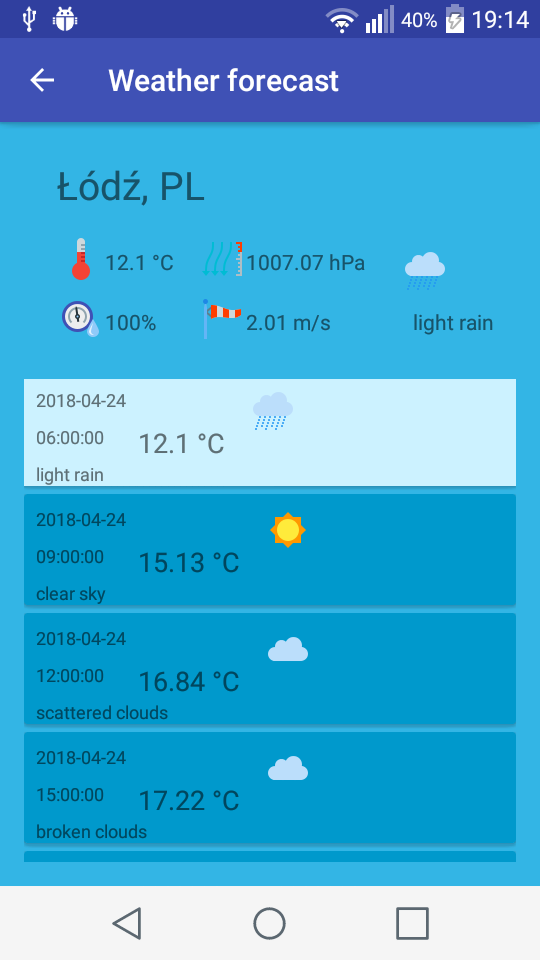 40% 19:14
Weather forecast
Łódź, PL
12.1 °C 1007.07 hPa
100% 2.01 m/s light rain
2018-04-24
06:00:00 12.1 °C
light rain
2018-04-24
09:00:00 15.13 °C
clear sky
2018-04-24
12:00:00 16.84 °C
scattered clouds
2018-04-24
15:00:00 17.22 °C
broken clouds